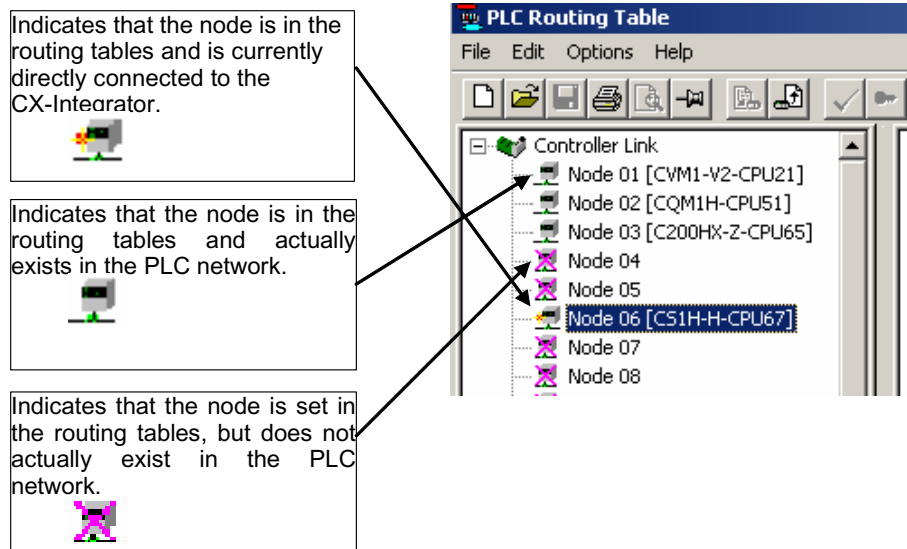 Indicates that the node is in the
routing tables and is currently
directly connected to the
CX-Integrator.
Indicates that the node is in the
routing tables and actually
exists in the PLC network.
Indicates that the node is set in
the routing tables, but does not
actually exist in the PLC
network.
PLC Routing Table
File Edit Options Help
Controller Link
Node 01 [CVM1-V2-CPU21]
Node 02 [CQM1H-CPU51]
Node 03 [C200HX-Z-CPU65]
Node 04
Node 05
Node 06 [CS1H-H-CPU67]
Node 07
Node 08